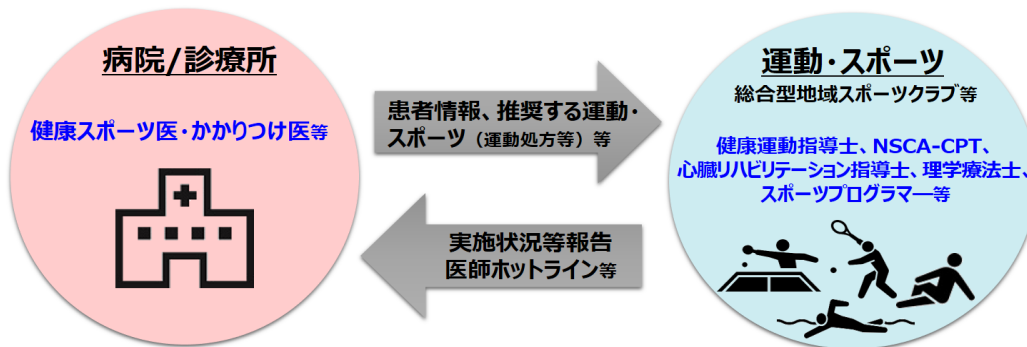 病院/診療所
健康スポーツ医・かかりつけ医等
患者情報、推奨する運動・
スポーツ（運動処方等）等
実施状況等報告
医師ホットライン等
運動・スポーツ
総合型地域スポーツクラブ等
健康運動指導士、NSCA-CPT、
心臓リハビリテーション指導士、理学療法士、
スポーツプログラマー等